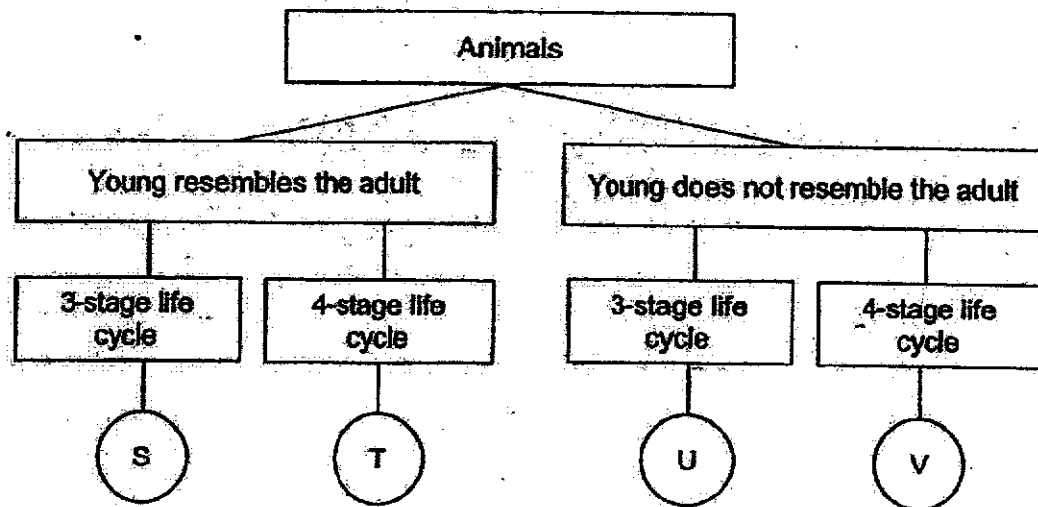 Animals
Young resembles the adult
Young does not resemble the adult
3-stage life
cycle
4-stage life
cycle
3-stage life
cycle
4-stage life
cycle
S
T
U
V